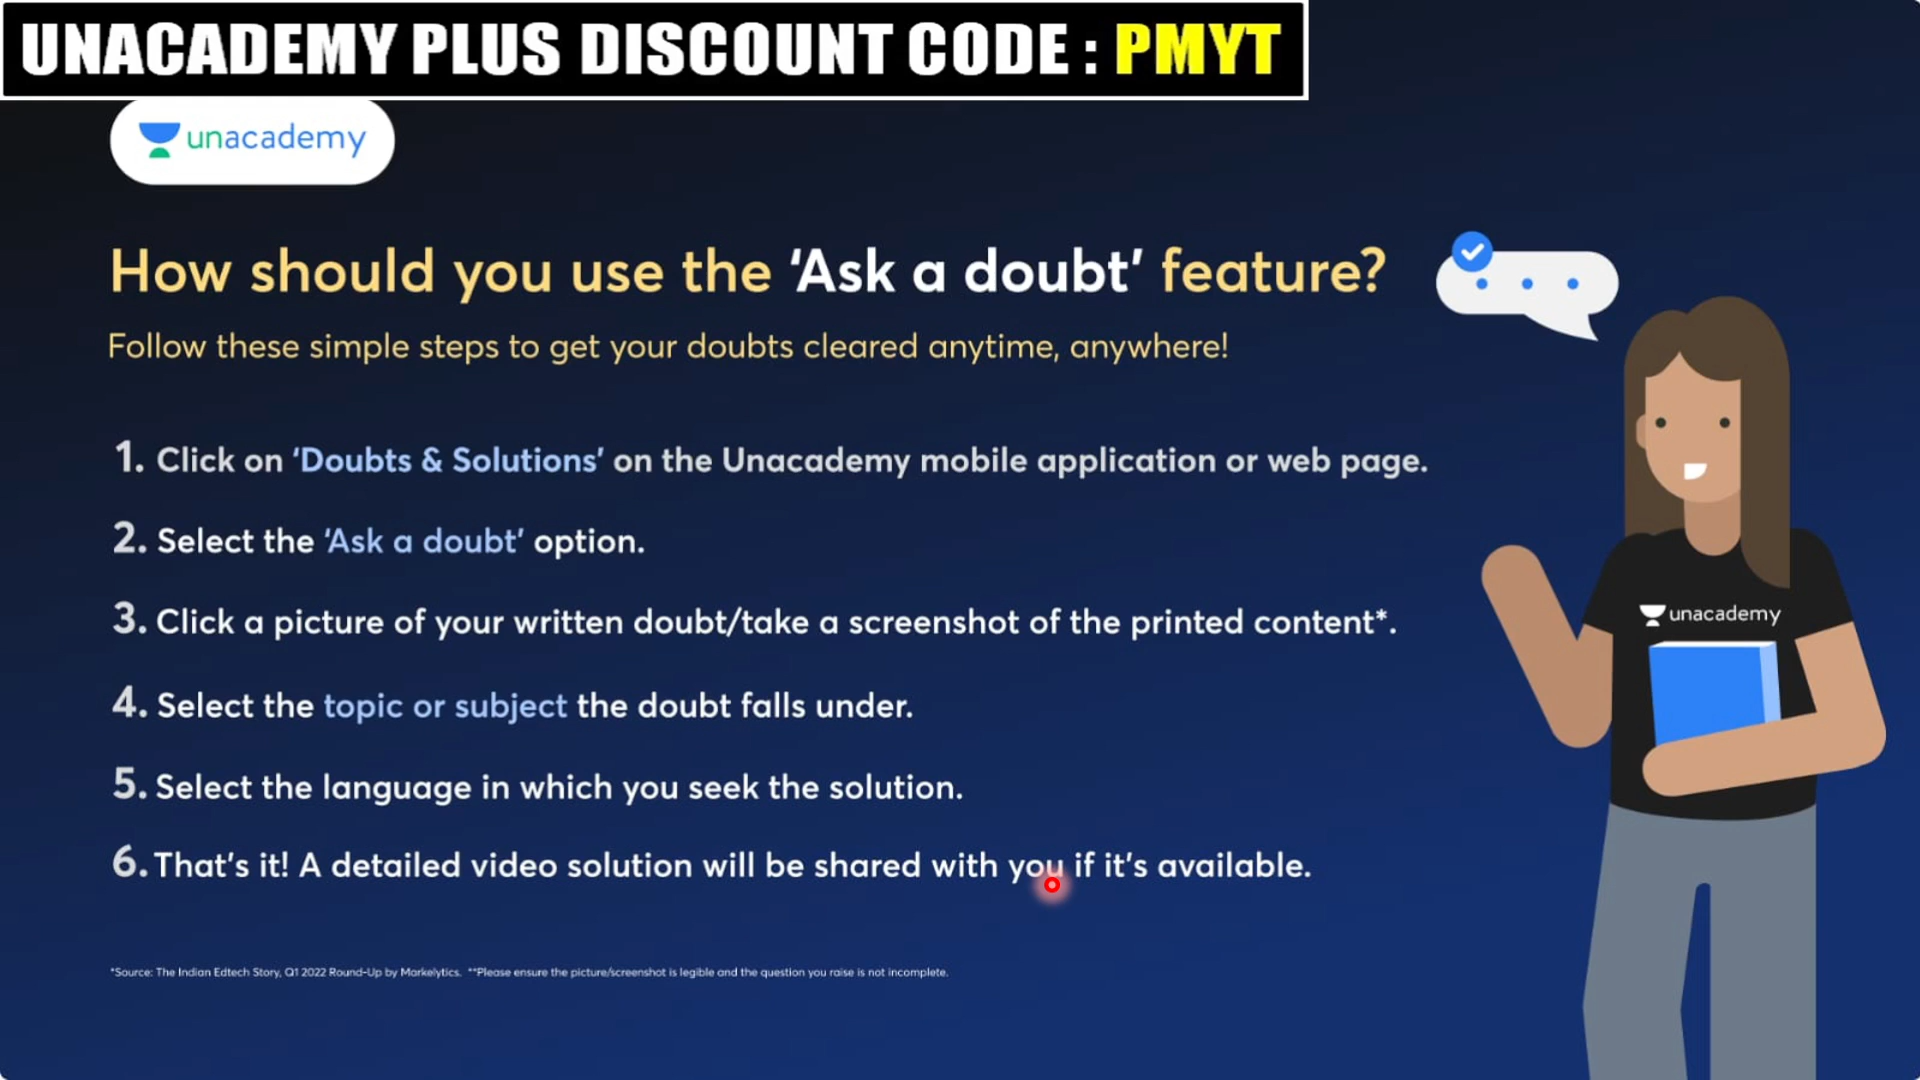 UNACADEMY PLUS DISCOUNT CODE : PMYT
unacademy
How should you use the ‘Ask a doubt’ feature?
Follow these simple steps to get your doubts cleared anytime, anywhere!
1. Click on ‘Doubts & Solutions’ on the Unacademy mobile application or web page.
2. Select the ‘Ask a doubt’ option.
3. Click a picture of your written doubt/take a screenshot of the printed content*.
4. Select the topic or subject the doubt falls under.
5. Select the language in which you seek the solution.
6. That’s it! A detailed video solution will be shared with you if it’s available.
unacademy
*Source: The Indian Edtech Story, Q1 2022 Round-Up by Markelytics. **Please ensure the picture/screenshot is legible and the question you raise is not incomplete.